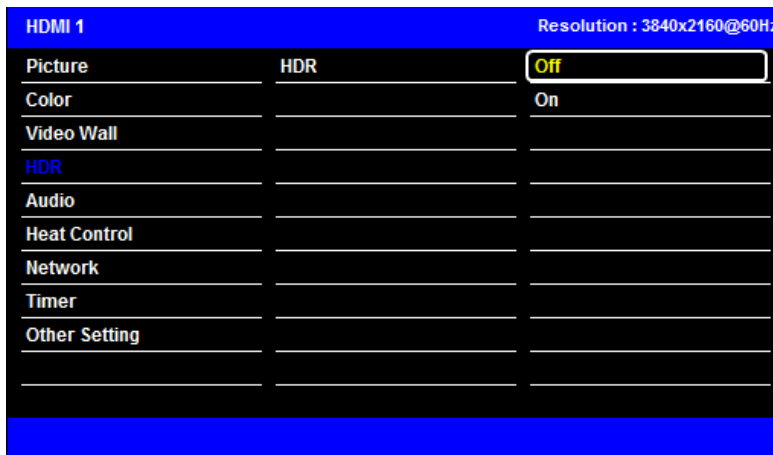 HDMI 1 Resolution : 3840x2160@60Hz
Picture HDR Off
Color On
Video Wall
HDR
Audio
Heat Control
Network
Timer
Other Setting